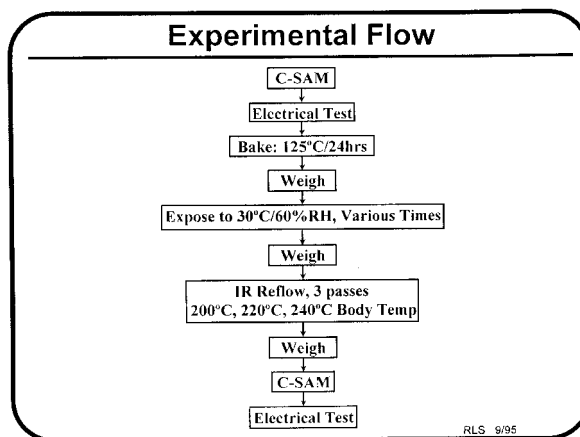 Experimental Flow
C-SAM
Electrical Test
Bake: 125°C/24hrs
Weigh
Expose to 30°C/60%RH, Various Times
Weigh
IR Reflow, 3 passes
200°C, 220°C, 240°C Body Temp
Weigh
C-SAM
Electrical Test
RLS 9/95